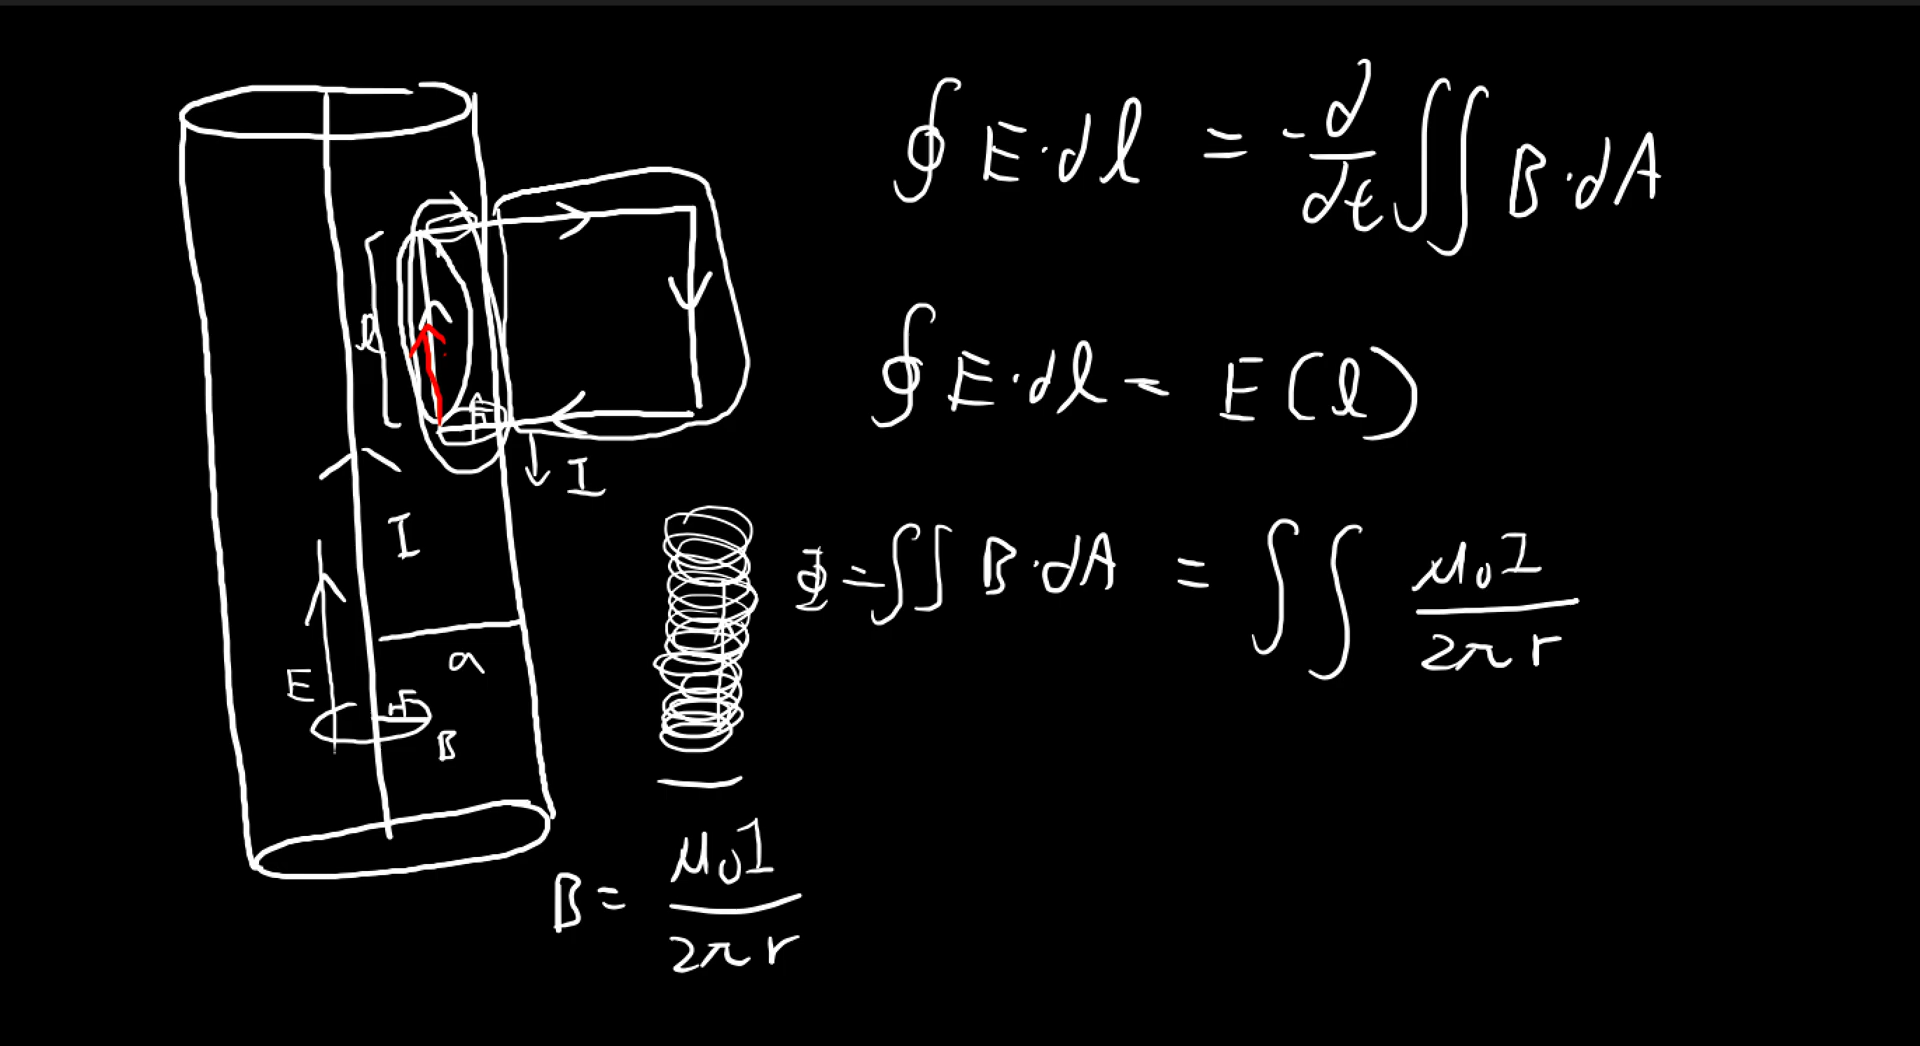 ∮ E·dl = -d/dt ∬ B·dA
∮ E·dl = E(l)
l
I
I
Φ = ∬ B·dA = ∬ μ₀I / 2πr
a
E
r
B
B = μ₀I / 2πr